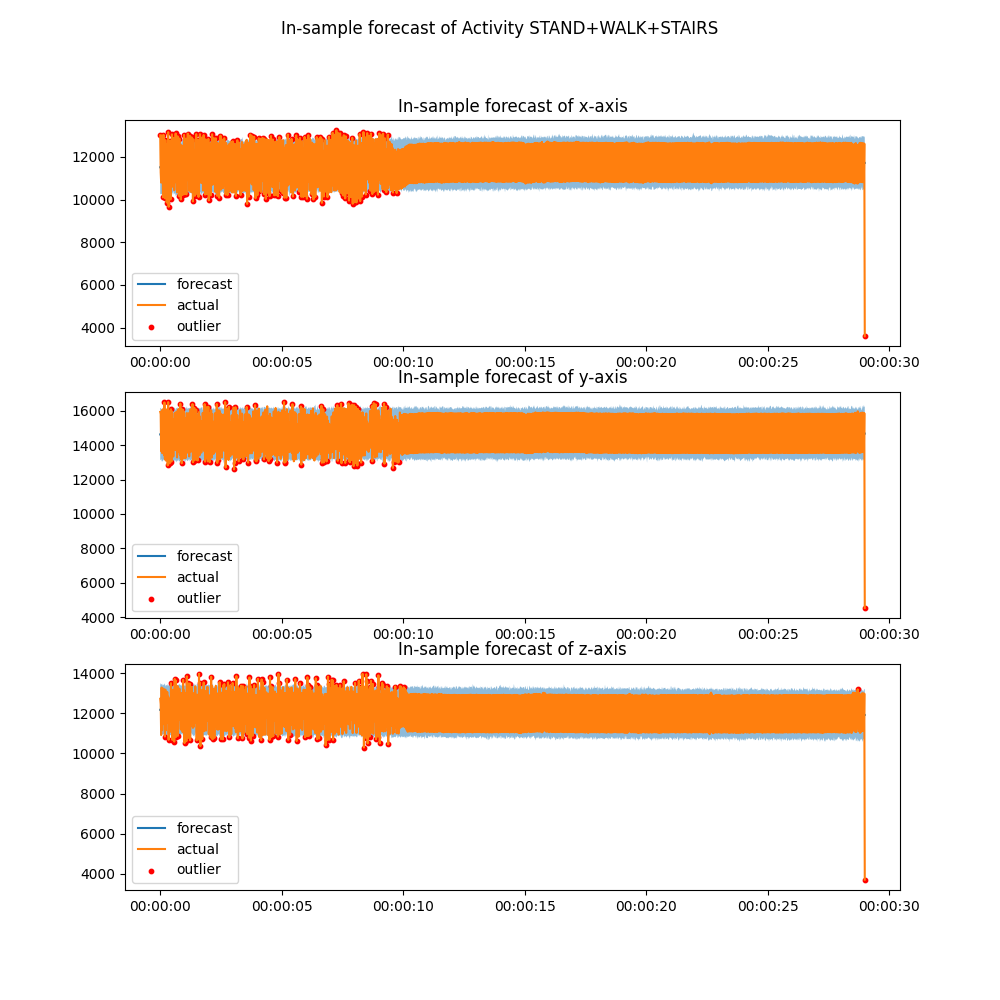 In-sample forecast of Activity STAND+WALK+STAIRS
In-sample forecast of x-axis
12000
10000
8000
6000
4000
forecast
actual
outlier
00:00:00 00:00:05 00:00:10 00:00:15 00:00:20 00:00:25 00:00:30
In-sample forecast of y-axis
16000
14000
12000
10000
8000
6000
4000
forecast
actual
outlier
00:00:00 00:00:05 00:00:10 00:00:15 00:00:20 00:00:25 00:00:30
In-sample forecast of z-axis
14000
12000
10000
8000
6000
4000
forecast
actual
outlier
00:00:00 00:00:05 00:00:10 00:00:15 00:00:20 00:00:25 00:00:30